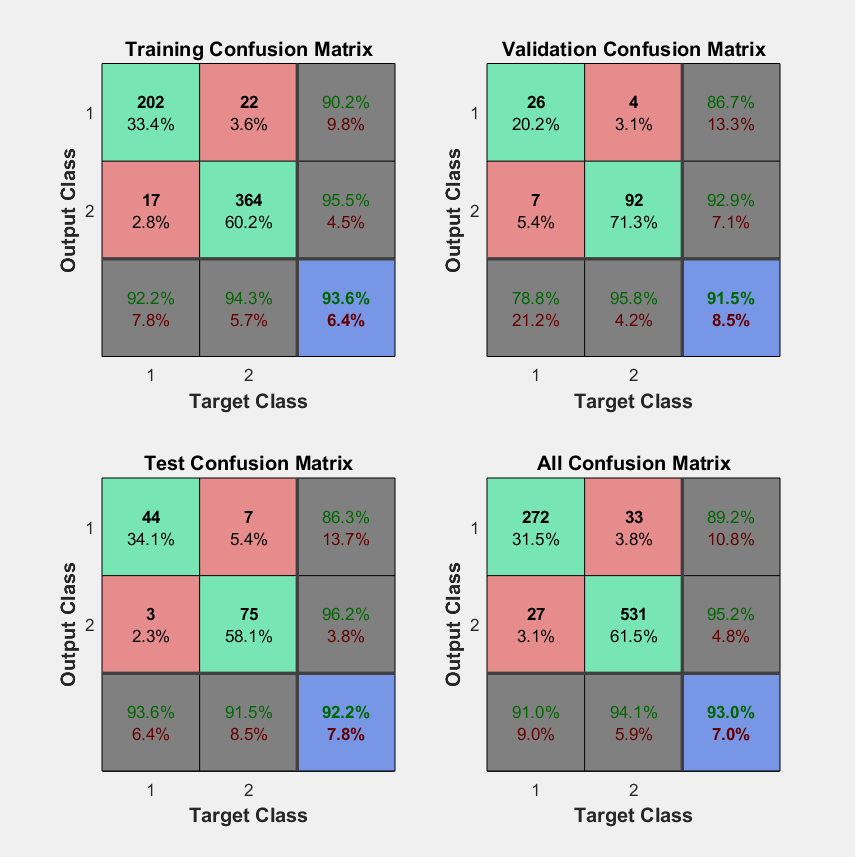 Training Confusion Matrix
Output Class
1
202 22 90.2%
33.4% 3.6% 9.8%
2
17 364 95.5%
2.8% 60.2% 4.5%
92.2% 94.3% 93.6%
7.8% 5.7% 6.4%
1 2
Target Class
Validation Confusion Matrix
Output Class
1
26 4 86.7%
20.2% 3.1% 13.3%
2
7 92 92.9%
5.4% 71.3% 7.1%
78.8% 95.8% 91.5%
21.2% 4.2% 8.5%
1 2
Target Class
Test Confusion Matrix
Output Class
1
44 7 86.3%
34.1% 5.4% 13.7%
2
3 75 96.2%
2.3% 58.1% 3.8%
93.6% 91.5% 92.2%
6.4% 8.5% 7.8%
1 2
Target Class
All Confusion Matrix
Output Class
1
272 33 89.2%
31.5% 3.8% 10.8%
2
27 531 95.2%
3.1% 61.5% 4.8%
91.0% 94.1% 93.0%
9.0% 5.9% 7.0%
1 2
Target Class